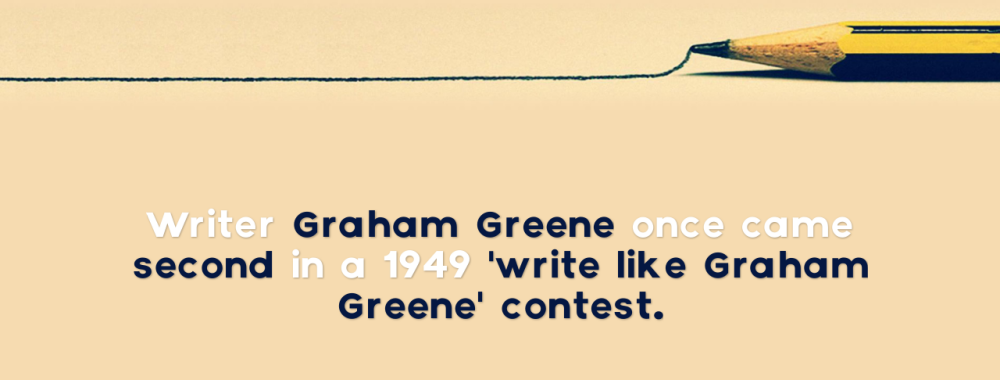 Writer Graham Greene once came
second in a 1949 'write like Graham
Greene' contest.